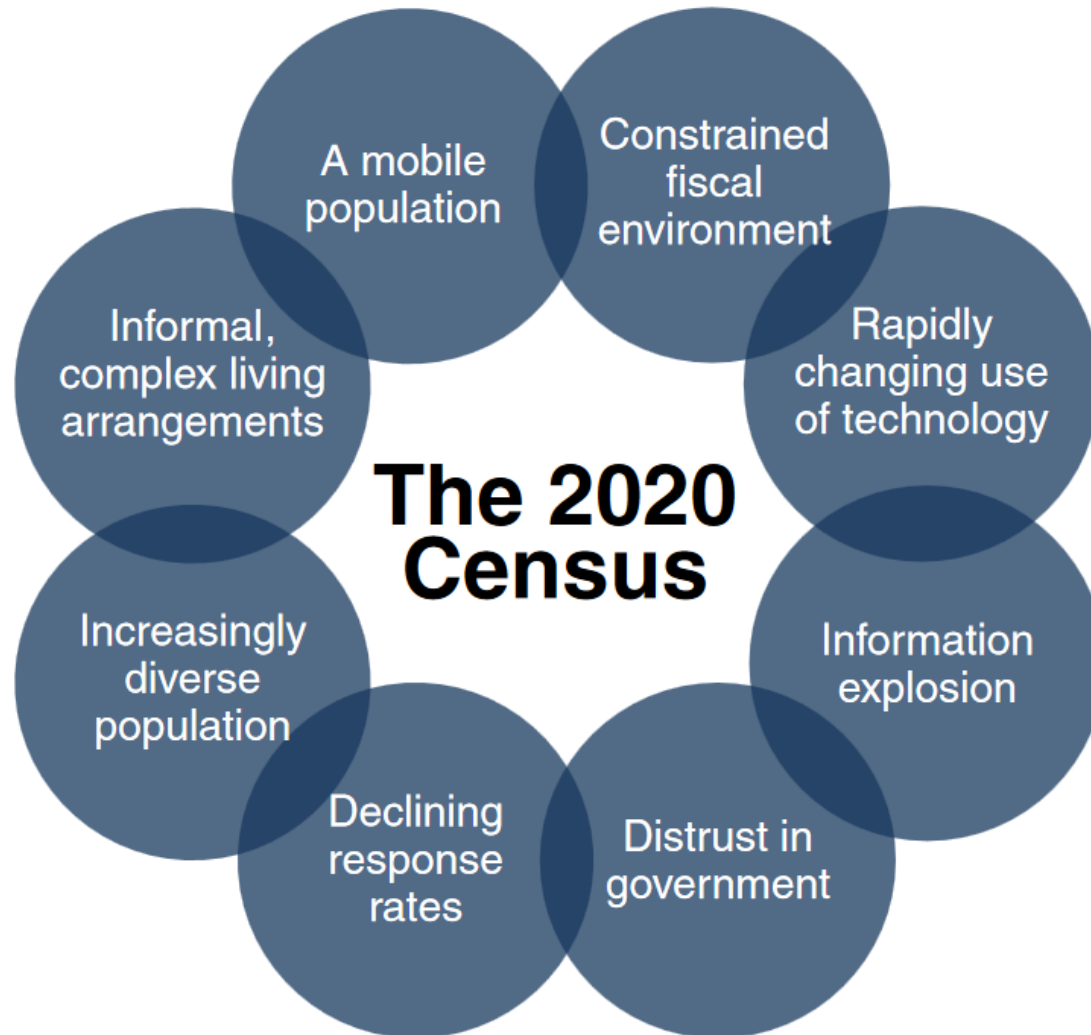 A mobile
population
Constrained
fiscal
environment
Rapidly
changing use
of technology
Information
explosion
Distrust in
government
Declining
response
rates
Increasingly
diverse
population
Informal,
complex living
arrangements
The 2020
Census